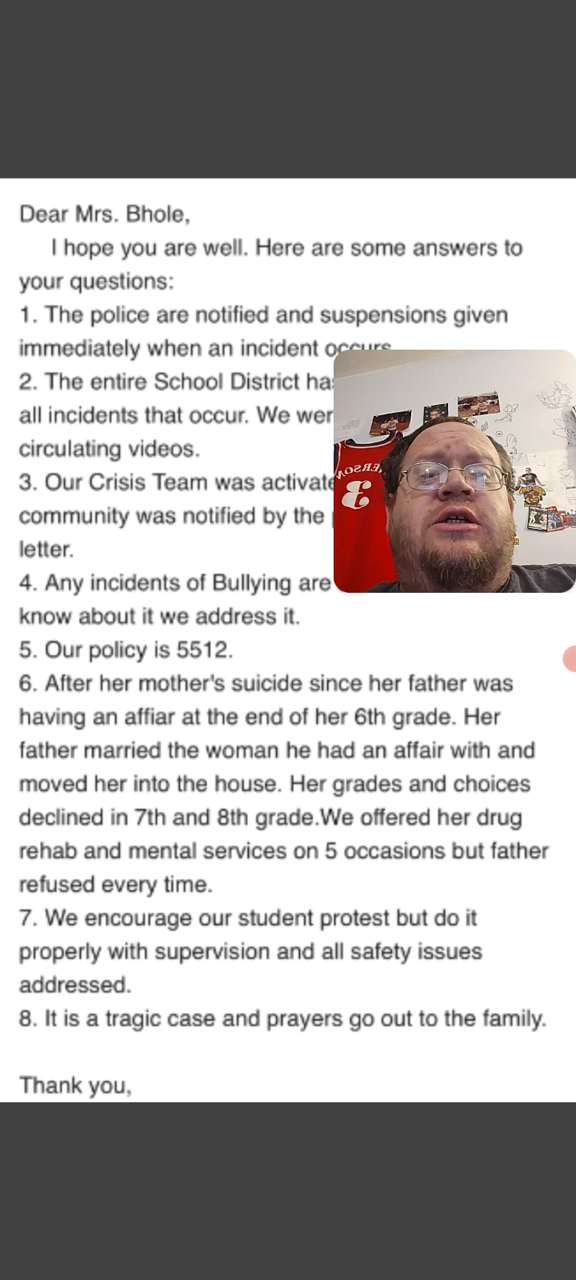 Dear Mrs. Bhole,
I hope you are well. Here are some answers to
your questions:
1. The police are notified and suspensions given
immediately when an incident occurs
2. The entire School District
all incidents that occur. We
circulating videos.
3. Our Crisis Team was
community was notified by the
letter.
4. Any incidents of Bullying are
know about it we address it.
5. Our policy is 5512.
6. After her mother's suicide since her father was
having an affiar at the end of her 6th grade. Her
father married the woman he had an affair with and
moved her into the house. Her grades and choices
declined in 7th and 8th grade.We offered her drug
rehab and mental services on 5 occasions but father
refused every time.
7. We encourage our student protest but do it
properly with supervision and all safety issues
addressed.
8. It is a tragic case and prayers go out to the family.
Thank you,
3